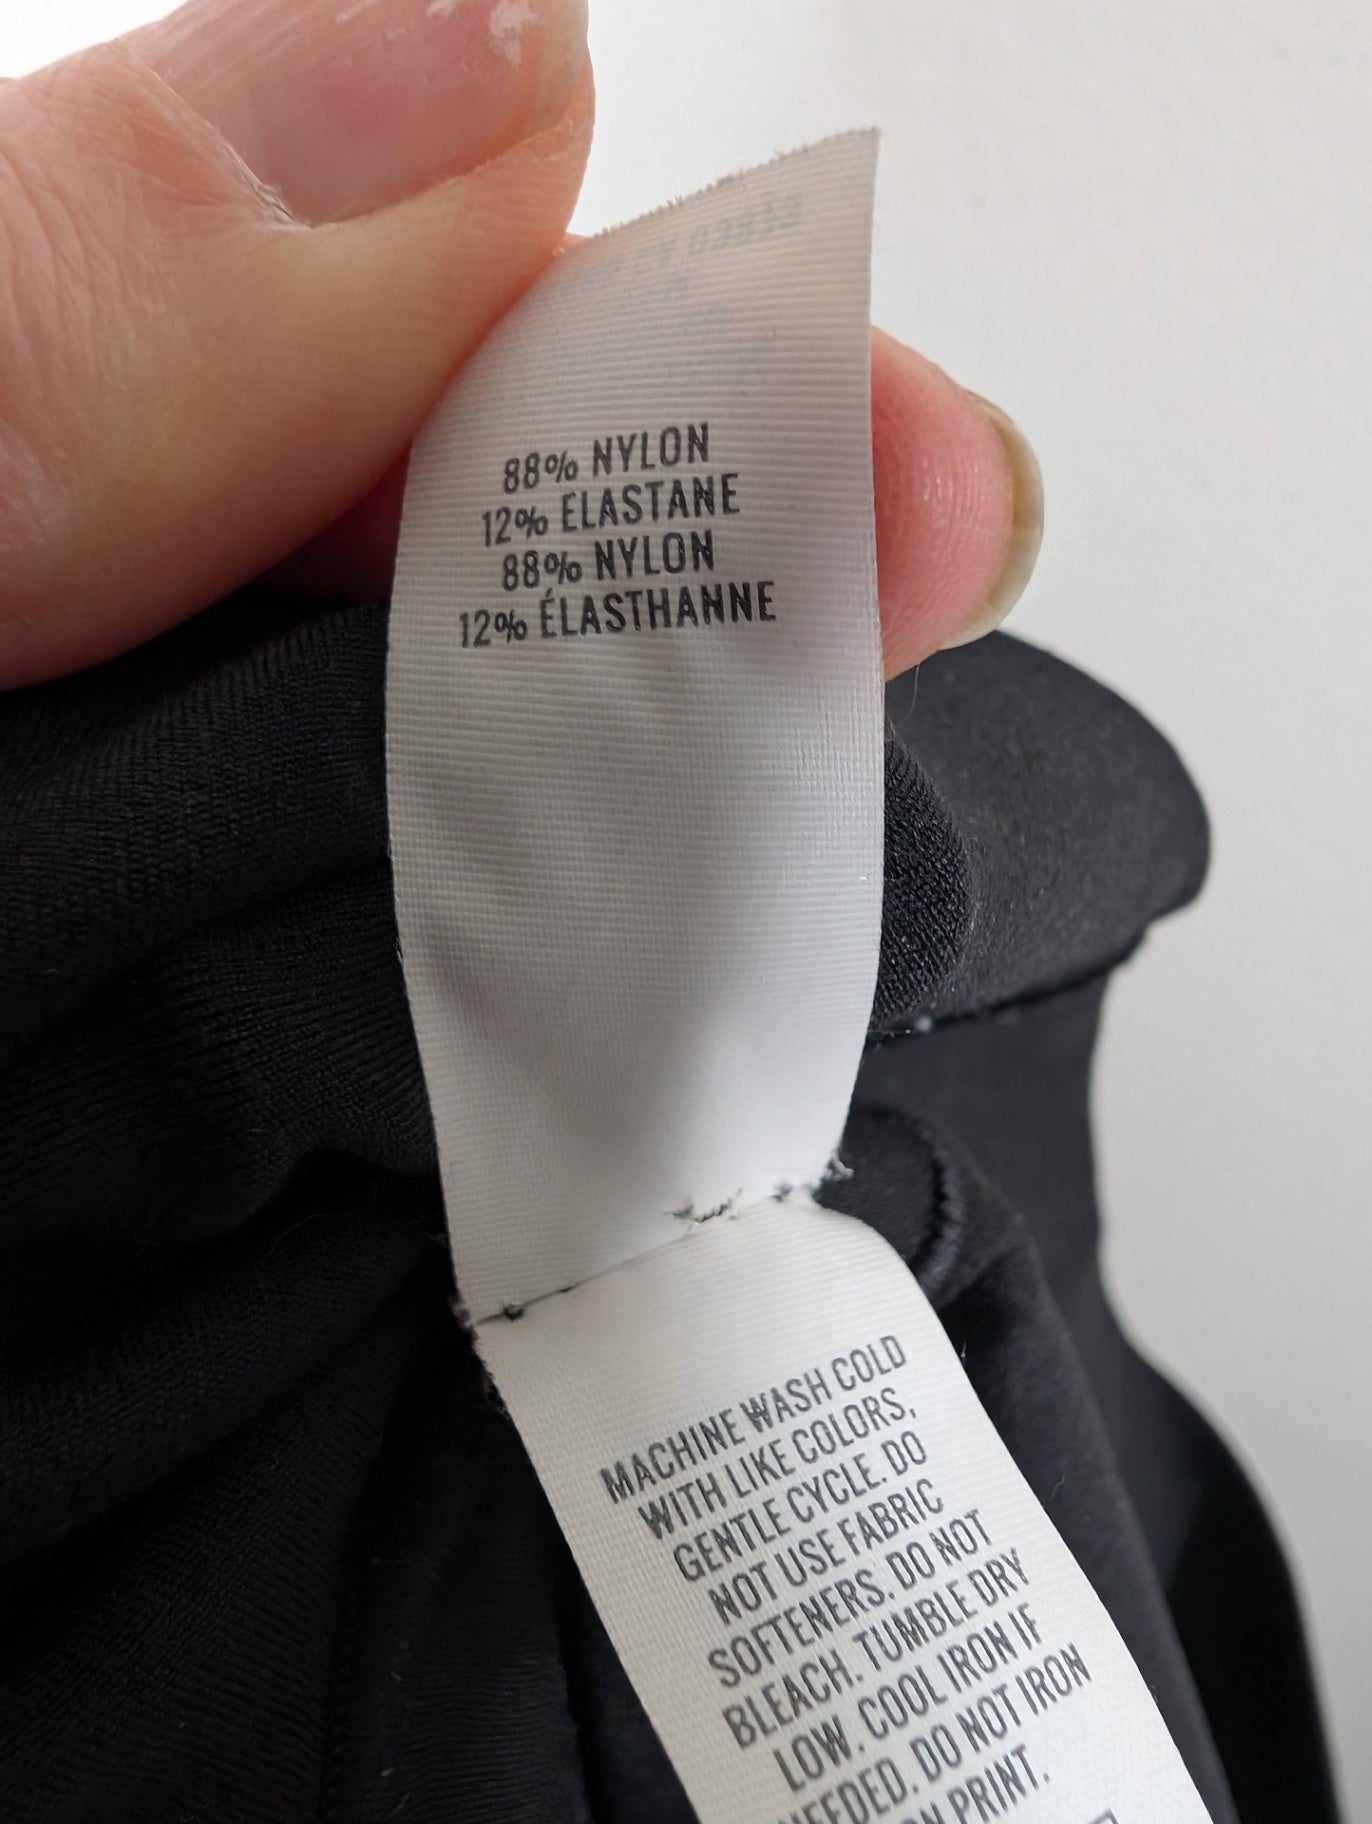 88% NYLON
12% ELASTANE
88% NYLON
12% ÉLASTHANNE
MACHINE WASH COLD
WITH LIKE COLORS,
GENTLE CYCLE. DO
NOT USE FABRIC
SOFTENERS. DO NOT
BLEACH. TUMBLE DRY
LOW. COOL IRON IF
NEEDED. DO NOT IRON
ON PRINT.